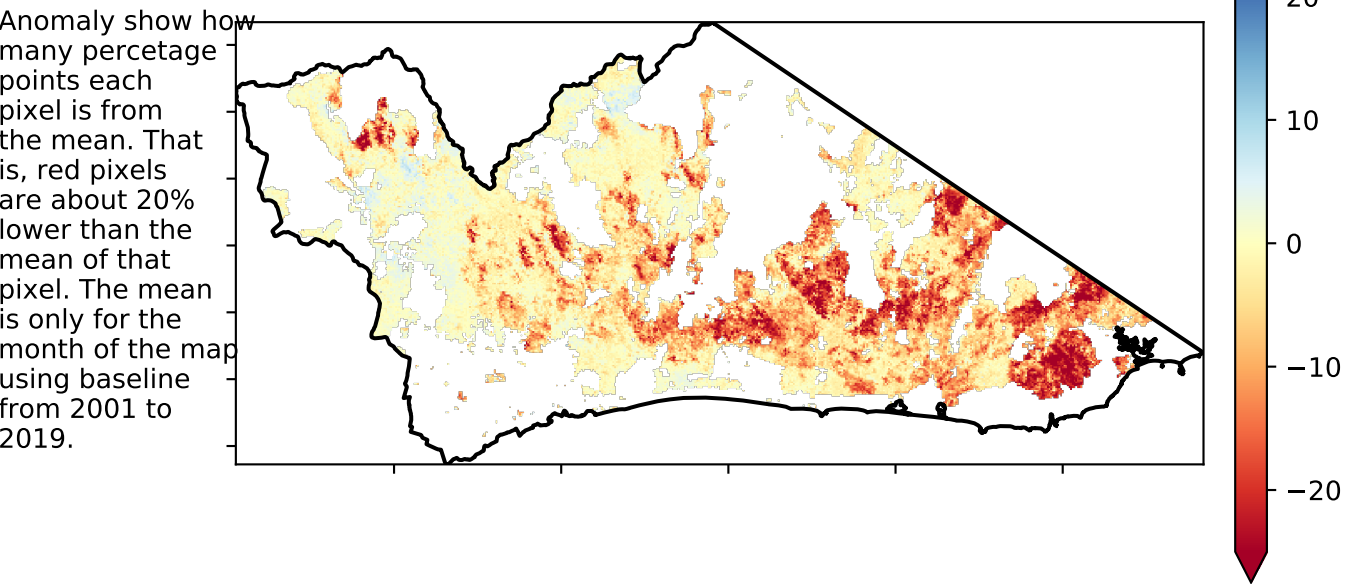 Anomaly show how
many percetage
points each
pixel is from
the mean. That
is, red pixels
are about 20%
lower than the
mean of that
pixel. The mean
is only for the
month of the map
using baseline
from 2001 to
2019.
20
10
0
−10
−20